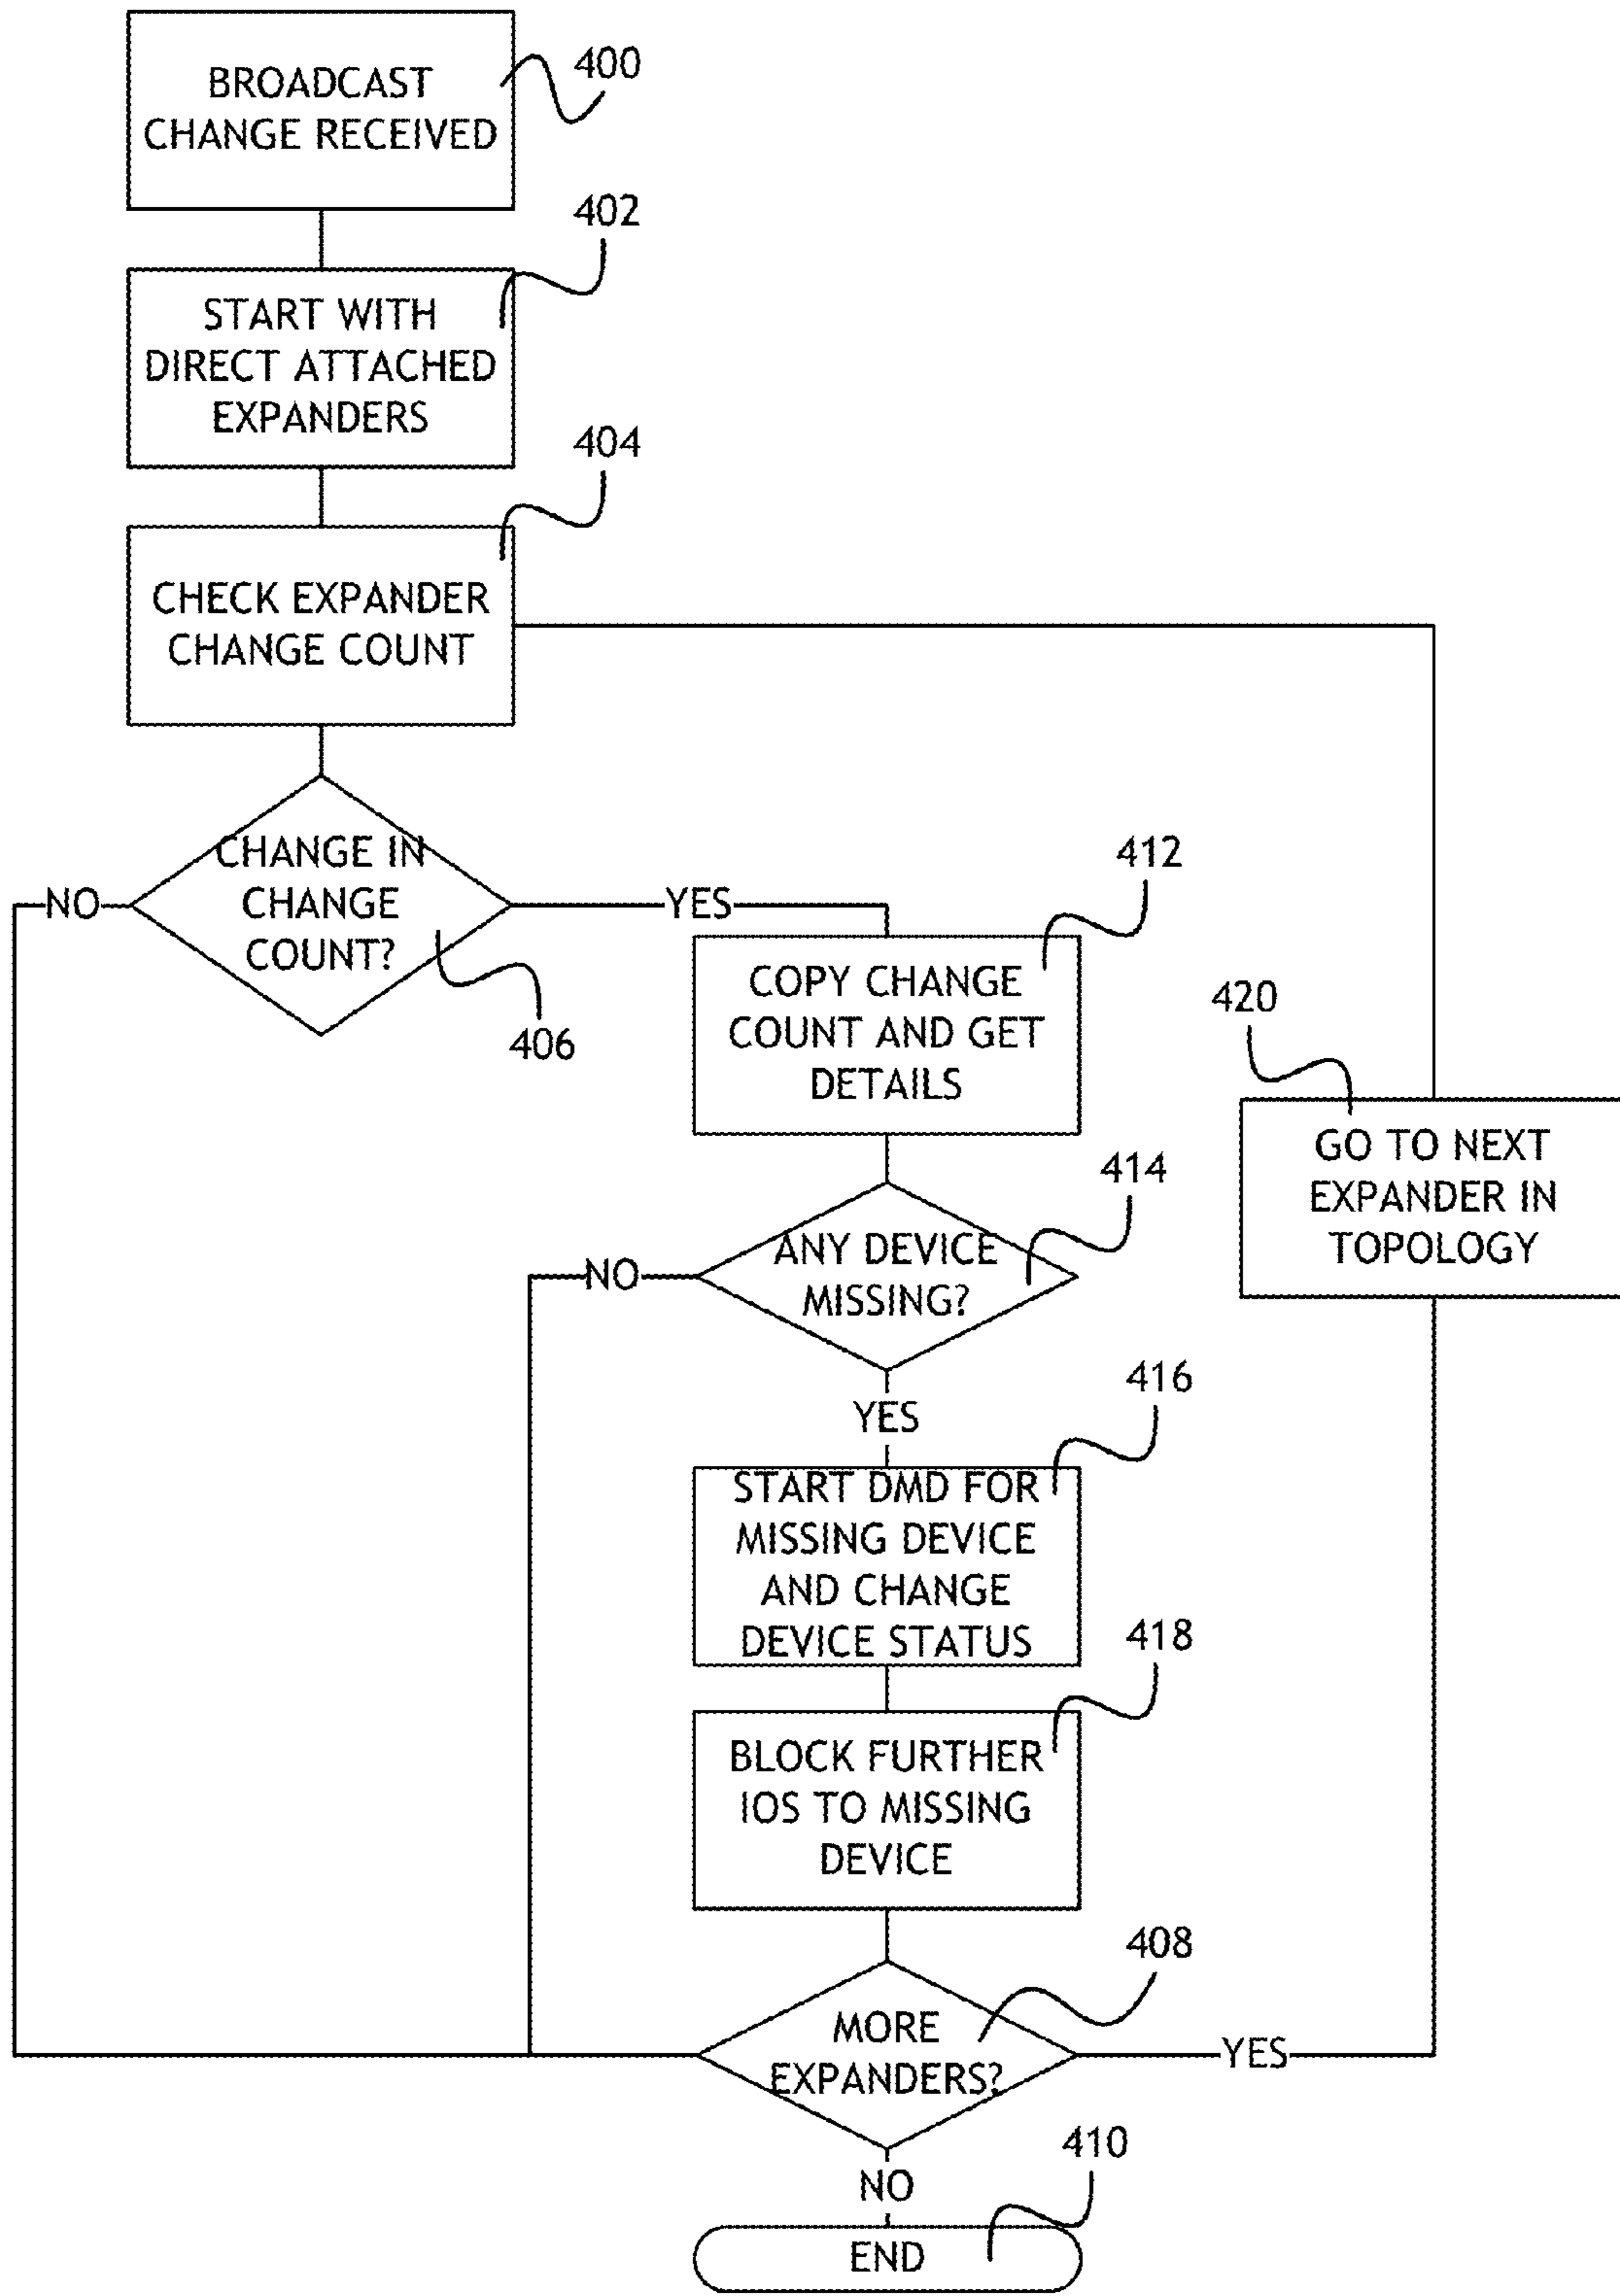 BROADCAST
CHANGE RECEIVED
400
START WITH
DIRECT ATTACHED
EXPANDERS
402
CHECK EXPANDER
CHANGE COUNT
404
CHANGE IN
CHANGE
COUNT?
406
NO
YES
COPY CHANGE
COUNT AND GET
DETAILS
412
ANY DEVICE
MISSING?
414
NO
YES
START DMD FOR
MISSING DEVICE
AND CHANGE
DEVICE STATUS
416
BLOCK FURTHER
IOS TO MISSING
DEVICE
418
MORE
EXPANDERS?
408
YES
GO TO NEXT
EXPANDER IN
TOPOLOGY
420
NO
END
410